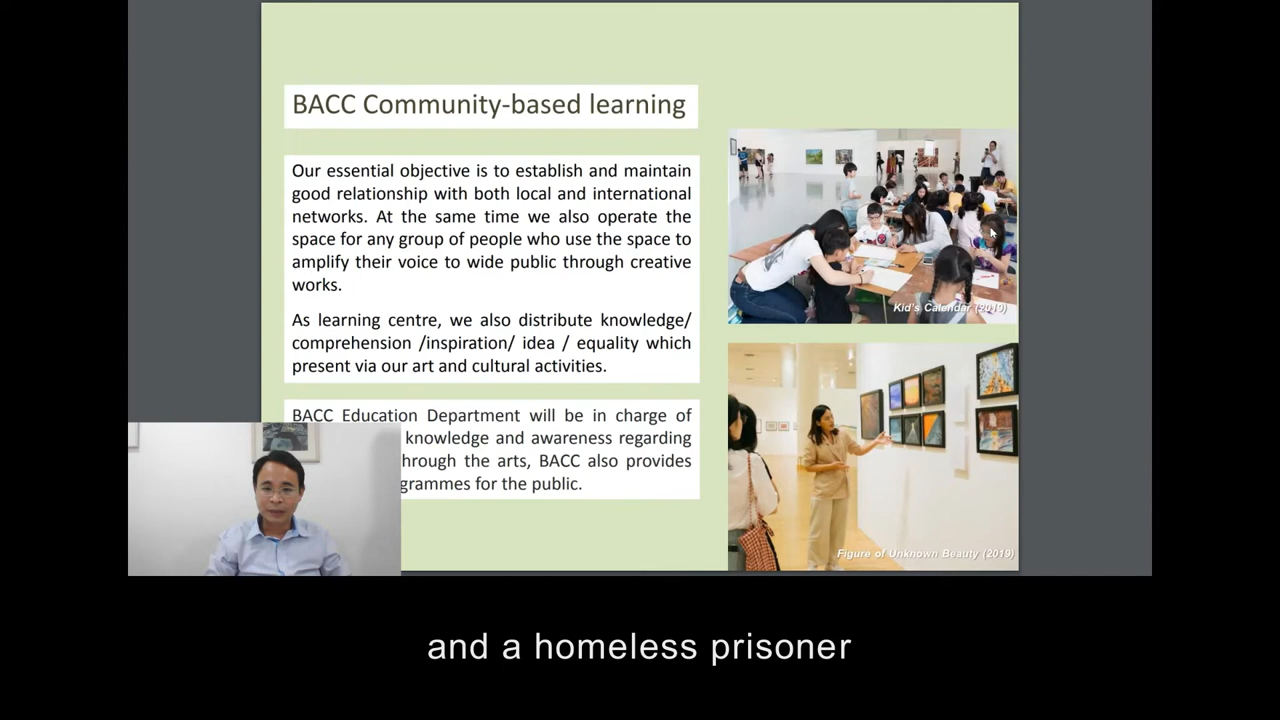 BACC Community-based learning
Our essential objective is to establish and maintain
good relationship with both local and international
networks. At the same time we also operate the
space for any group of people who use the space to
amplify their voice to wide public through creative
works.
As learning centre, we also distribute knowledge/
comprehension /inspiration/ idea / equality which
present via our art and cultural activities.
BACC Education Department will be in charge of
knowledge and awareness regarding
through the arts, BACC also provides
grammes for the public.
Kid's Calendar (2019)
Figure of Unknown Beauty (2019)
and a homeless prisoner